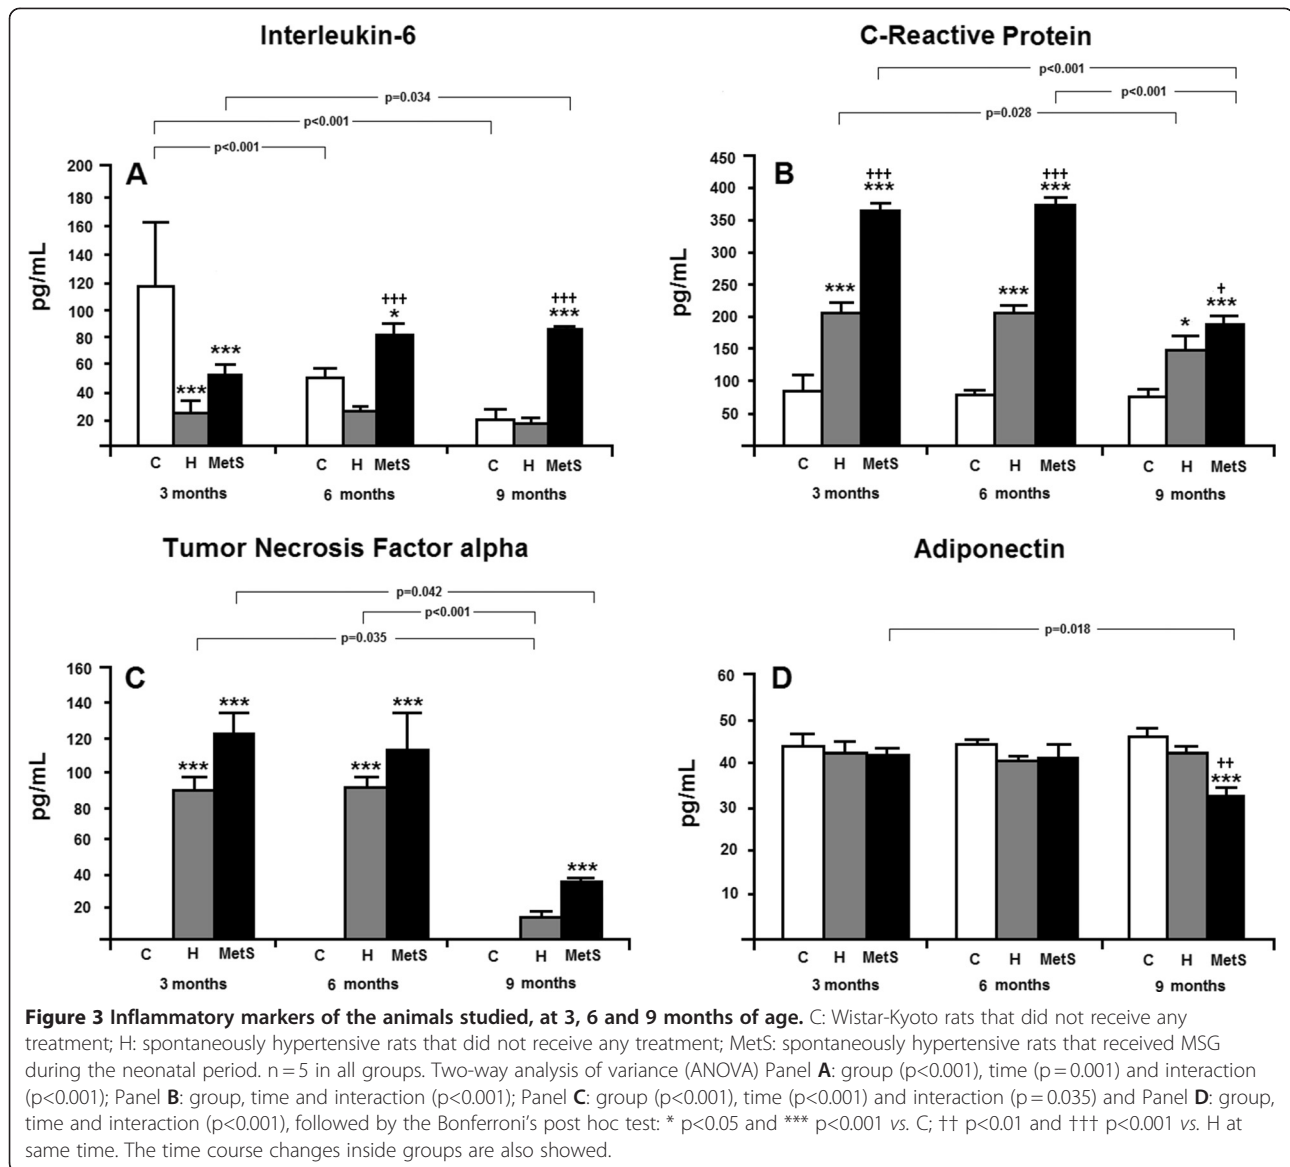 Interleukin-6
p=0.034
p<0.001
p<0.001
A
pg/mL
200
180
160
140
120
100
80
60
40
20
***
***
†††
*
†††
***
C H MetS C H MetS C H MetS
3 months 6 months 9 months
C-Reactive Protein
p<0.001
p<0.001
p=0.028
B
pg/mL
450
400
350
300
250
200
150
100
50
***
†††
***
***
†††
***
*
†
***
C H MetS C H MetS C H MetS
3 months 6 months 9 months
Tumor Necrosis Factor alpha
p=0.042
p<0.001
p=0.035
C
pg/mL
160
140
120
100
80
60
40
20
***
***
***
***
***
C H MetS C H MetS C H MetS
3 months 6 months 9 months
Adiponectin
p=0.018
D
pg/mL
60
50
40
30
20
10
††
***
C H MetS C H MetS C H MetS
3 months 6 months 9 months
Figure 3 Inflammatory markers of the animals studied, at 3, 6 and 9 months of age. C: Wistar-Kyoto rats that did not receive any
treatment; H: spontaneously hypertensive rats that did not receive any treatment; MetS: spontaneously hypertensive rats that received MSG
during the neonatal period. n = 5 in all groups. Two-way analysis of variance (ANOVA) Panel A: group (p<0.001), time (p = 0.001) and interaction
(p<0.001); Panel B: group, time and interaction (p<0.001); Panel C: group (p<0.001), time (p<0.001) and interaction (p = 0.035) and Panel D: group,
time and interaction (p<0.001), followed by the Bonferroni's post hoc test: * p<0.05 and *** p<0.001 vs. C; †† p<0.01 and ††† p<0.001 vs. H at
same time. The time course changes inside groups are also showed.